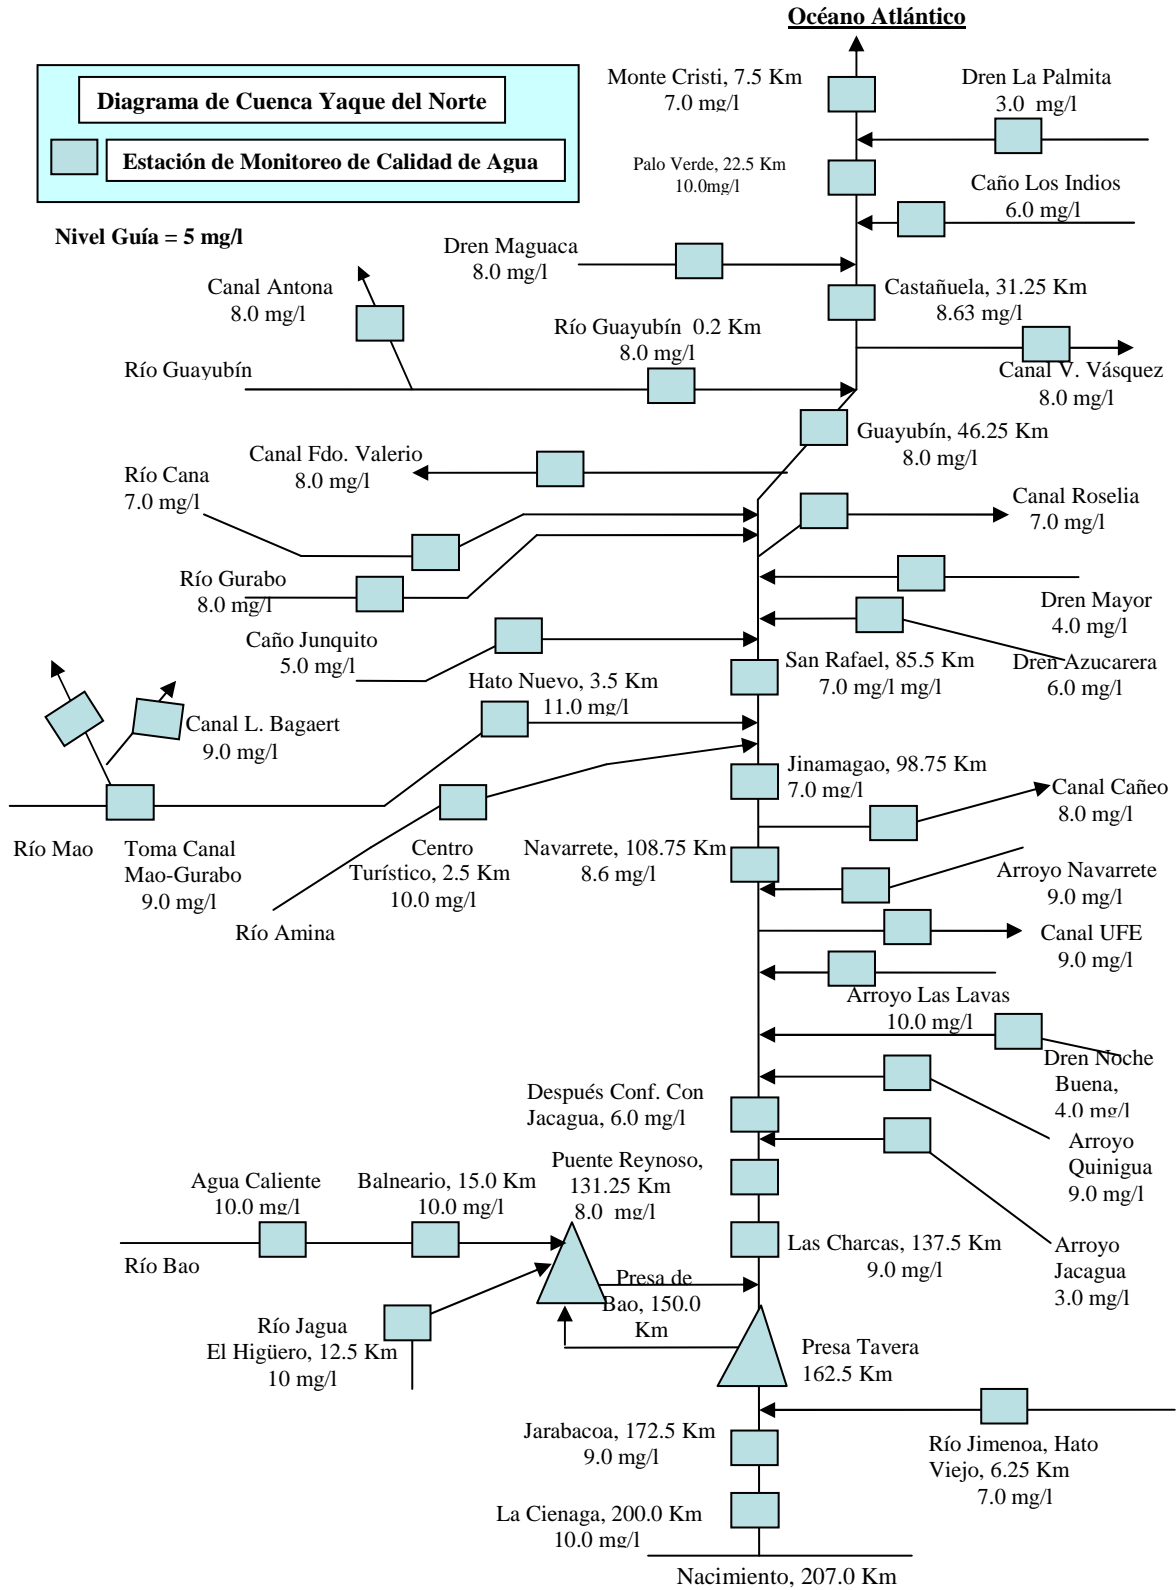 Océano Atlántico
Monte Cristi, 7.5 Km
7.0 mg/l
Dren La Palmita
3.0 mg/l
Diagrama de Cuenca Yaque del Norte
Estación de Monitoreo de Calidad de Agua
Palo Verde, 22.5 Km
10.0mg/l
Caño Los Indios
6.0 mg/l
Nivel Guía = 5 mg/l
Dren Maguaca
8.0 mg/l
Canal Antona
8.0 mg/l
Castañuela, 31.25 Km
8.63 mg/l
Río Guayubín 0.2 Km
8.0 mg/l
Río Guayubín
Canal V. Vásquez
8.0 mg/l
Guayubín, 46.25 Km
8.0 mg/l
Canal Fdo. Valerio
8.0 mg/l
Río Cana
7.0 mg/l
Canal Roselia
7.0 mg/l
Río Gurabo
8.0 mg/l
Dren Mayor
4.0 mg/l
Caño Junquito
5.0 mg/l
San Rafael, 85.5 Km
7.0 mg/l mg/l
Dren Azucarera
6.0 mg/l
Hato Nuevo, 3.5 Km
11.0 mg/l
Canal L. Bagaert
9.0 mg/l
Jinamagao, 98.75 Km
7.0 mg/l
Canal Cañeo
8.0 mg/l
Río Mao
Toma Canal
Mao-Gurabo
9.0 mg/l
Centro
Turístico, 2.5 Km
10.0 mg/l
Navarrete, 108.75 Km
8.6 mg/l
Arroyo Navarrete
9.0 mg/l
Río Amina
Canal UFE
9.0 mg/l
Arroyo Las Lavas
10.0 mg/l
Dren Noche
Buena,
4.0 mg/l
Después Conf. Con
Jacagua, 6.0 mg/l
Arroyo
Quinigua
9.0 mg/l
Puente Reynoso,
131.25 Km
8.0 mg/l
Agua Caliente
10.0 mg/l
Balneario, 15.0 Km
10.0 mg/l
Las Charcas, 137.5 Km
9.0 mg/l
Arroyo
Jacagua
3.0 mg/l
Río Bao
Presa de
Bao, 150.0
Km
Río Jagua
El Higüero, 12.5 Km
10 mg/l
Presa Tavera
162.5 Km
Jarabacoa, 172.5 Km
9.0 mg/l
Río Jimenoa, Hato
Viejo, 6.25 Km
7.0 mg/l
La Cienaga, 200.0 Km
10.0 mg/l
Nacimiento, 207.0 Km